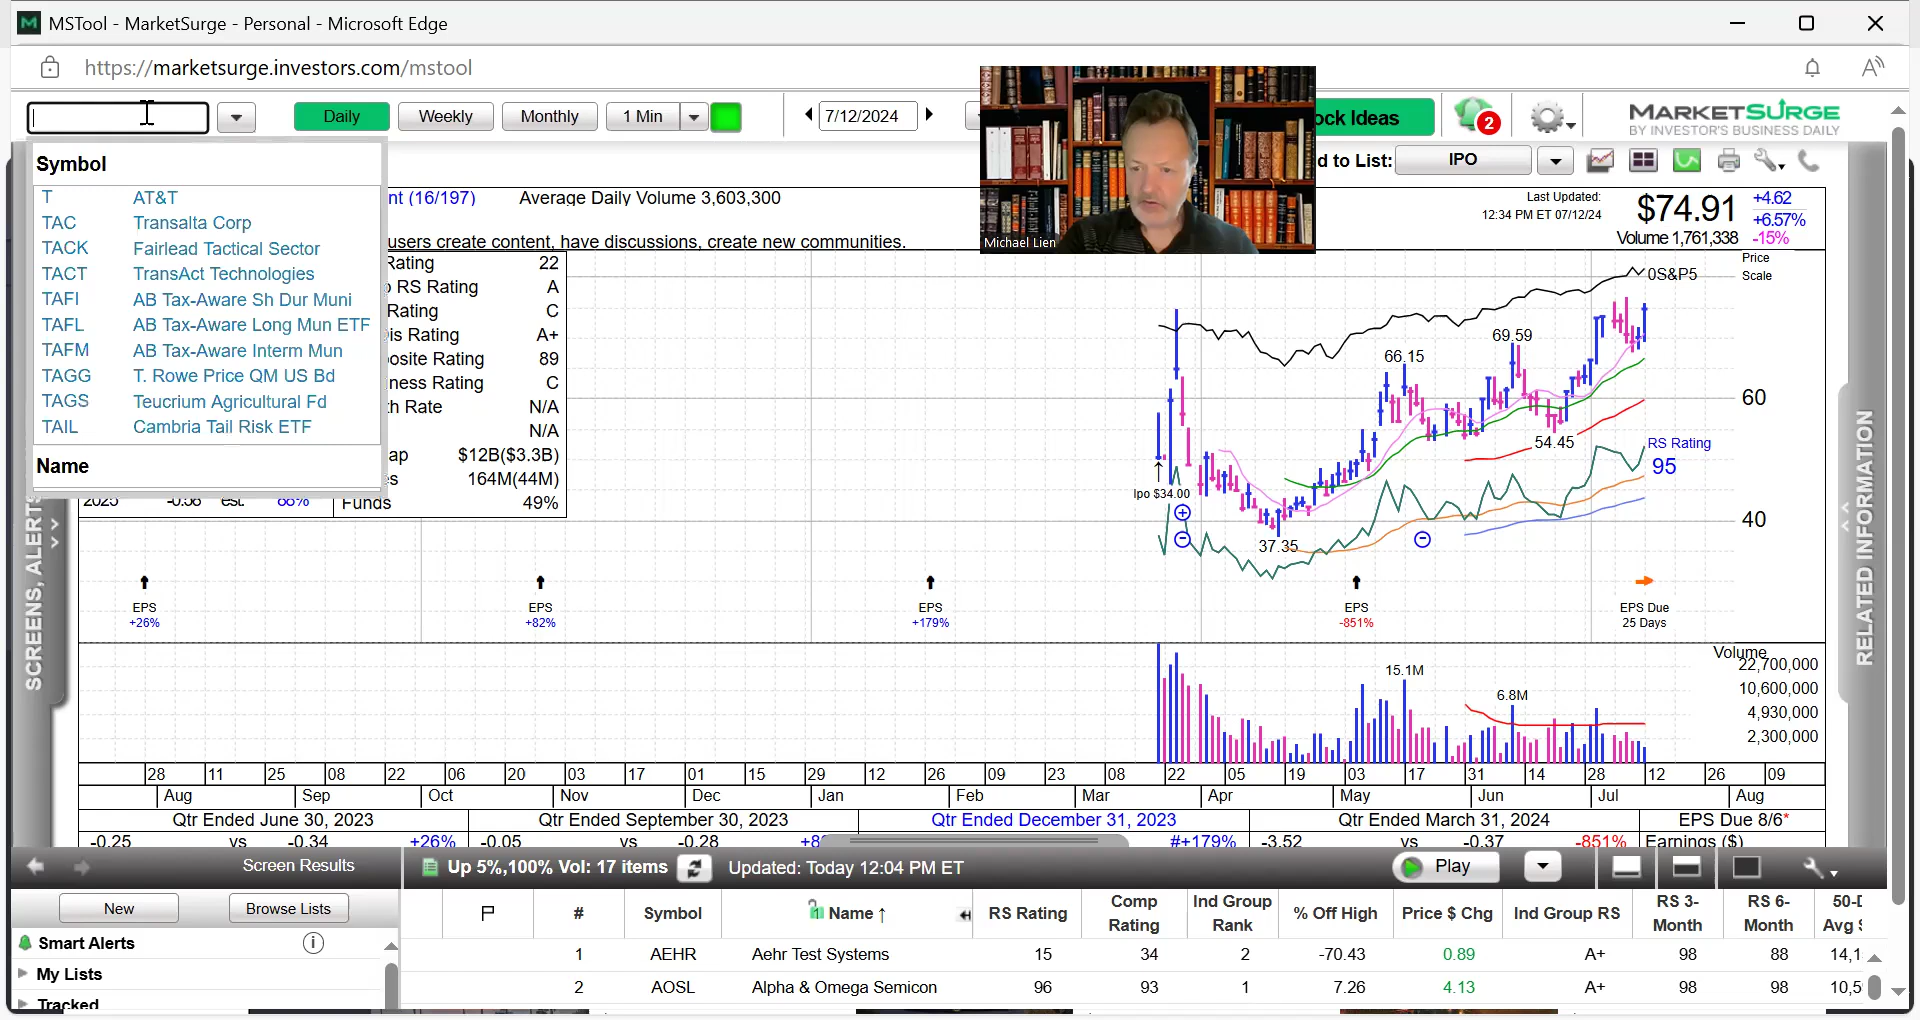 MSTool - MarketSurge - Personal - Microsoft Edge
https://marketsurge.investors.com/mstool
Daily Weekly Monthly 1 Min 7/12/2024 ock Ideas 2 MARKETSURGE
BY INVESTOR'S BUSINESS DAILY
d to List: IPO
Symbol
T AT&T
TAC Transalta Corp
TACK Fairlead Tactical Sector
TACT TransAct Technologies
TAFI AB Tax-Aware Sh Dur Muni
TAFL AB Tax-Aware Long Mun ETF
TAFM AB Tax-Aware Interm Mun
TAGG T. Rowe Price QM US Bd
TAGS Teucrium Agricultural Fd
TAIL Cambria Tail Risk ETF
Name
nt (16/197) Average Daily Volume 3,603,300
users create content, have discussions, create new communities.
Michael Lien
Last Updated:
12:34 PM ET 07/12/24
$74.91 +4.62
+6.57%
Volume 1,761,338 -15%
Rating 22
RS Rating A
Rating C
is Rating A+
osite Rating 89
ness Rating C
th Rate N/A
N/A
ap $12B($3.3B)
s 164M(44M)
2025 -0.56 est. 88% Funds 49%
Price
Scale
0S&P5
69.59
66.15
60
54.45
RS Rating
95
Ipo $34.00
40
37.35
EPS
+26%
EPS
+82%
EPS
+179%
EPS
-851%
EPS Due
25 Days
Volume
22,700,000
10,600,000
4,930,000
2,300,000
15.1M
6.8M
28 11 25 08 22 06 20 03 17 01 15 29 12 26 09 23 08 22 05 19 03 17 31 14 28 12 26 09
Aug Sep Oct Nov Dec Jan Feb Mar Apr May Jun Jul Aug
Qtr Ended June 30, 2023 Qtr Ended September 30, 2023 Qtr Ended December 31, 2023 Qtr Ended March 31, 2024 EPS Due 8/6*
-0.25 vs -0.34 +26% -0.05 vs -0.28 +8 #+179% -3.52 vs -0.37 -851% Earnings ($)
SCREENS, ALERTS
RELATED INFORMATION
Screen Results Up 5%,100% Vol: 17 items Updated: Today 12:04 PM ET Play
New Browse Lists
Smart Alerts
My Lists
Tracked
# Symbol Name RS Rating Comp Rating Ind Group Rank % Off High Price $ Chg Ind Group RS RS 3-Month RS 6-Month 50-D Avg $
1 AEHR Aehr Test Systems 15 34 2 -70.43 0.89 A+ 98 88 14,1
2 AOSL Alpha & Omega Semicon 96 93 1 7.26 4.13 A+ 98 98 10,5